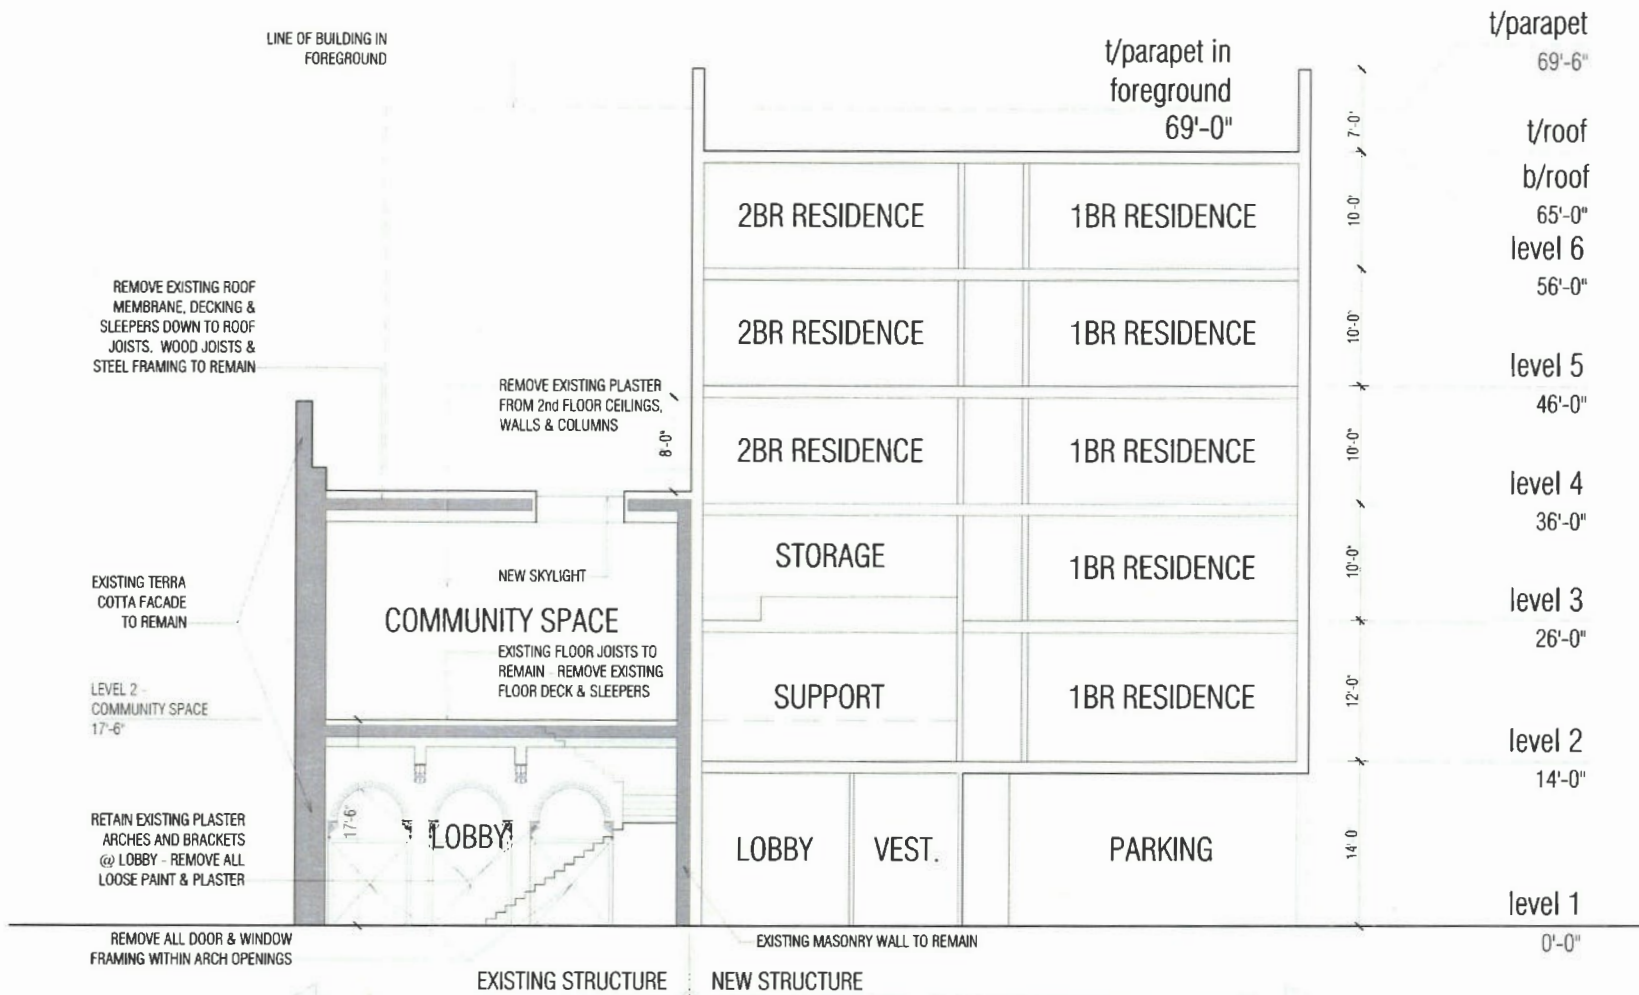 LINE OF BUILDING IN
FOREGROUND
t/parapet in
foreground
69'-0"
t/parapet
69'-6"
7'-0"
t/roof
b/roof
65'-0"
2BR RESIDENCE
1BR RESIDENCE
10'-0"
level 6
56'-0"
REMOVE EXISTING ROOF
MEMBRANE, DECKING &
SLEEPERS DOWN TO ROOF
JOISTS. WOOD JOISTS &
STEEL FRAMING TO REMAIN
2BR RESIDENCE
1BR RESIDENCE
10'-0"
level 5
46'-0"
REMOVE EXISTING PLASTER
FROM 2nd FLOOR CEILINGS,
WALLS & COLUMNS
8'-0"
2BR RESIDENCE
1BR RESIDENCE
10'-0"
level 4
36'-0"
NEW SKYLIGHT
STORAGE
1BR RESIDENCE
10'-0"
level 3
26'-0"
EXISTING TERRA
COTTA FACADE
TO REMAIN
COMMUNITY SPACE
EXISTING FLOOR JOISTS TO
REMAIN - REMOVE EXISTING
FLOOR DECK & SLEEPERS
LEVEL 2 -
COMMUNITY SPACE
17'-6"
SUPPORT
1BR RESIDENCE
12'-0"
level 2
14'-0"
RETAIN EXISTING PLASTER
ARCHES AND BRACKETS
@ LOBBY - REMOVE ALL
LOOSE PAINT & PLASTER
17'-6"
LOBBY
LOBBY
VEST.
PARKING
14'-0
level 1
0'-0"
REMOVE ALL DOOR & WINDOW
FRAMING WITHIN ARCH OPENINGS
EXISTING MASONRY WALL TO REMAIN
EXISTING STRUCTURE
NEW STRUCTURE